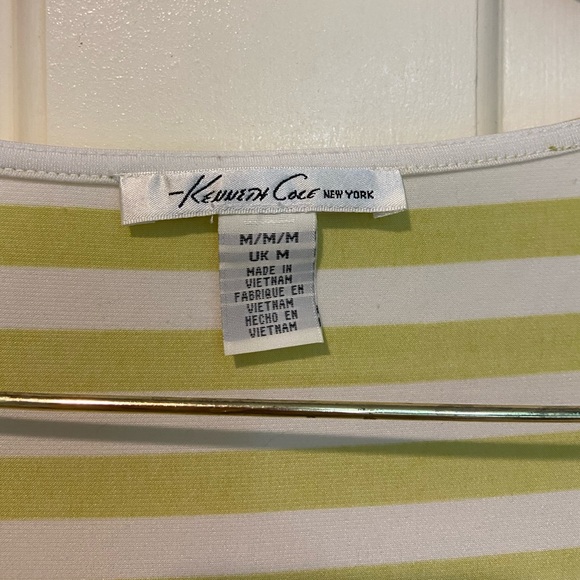 -KENNETH COLE NEW YORK
M/M/M
UK M
MADE IN
VIETNAM
FABRIQUE EN
VIETNAM
HECHO EN
VIETNAM